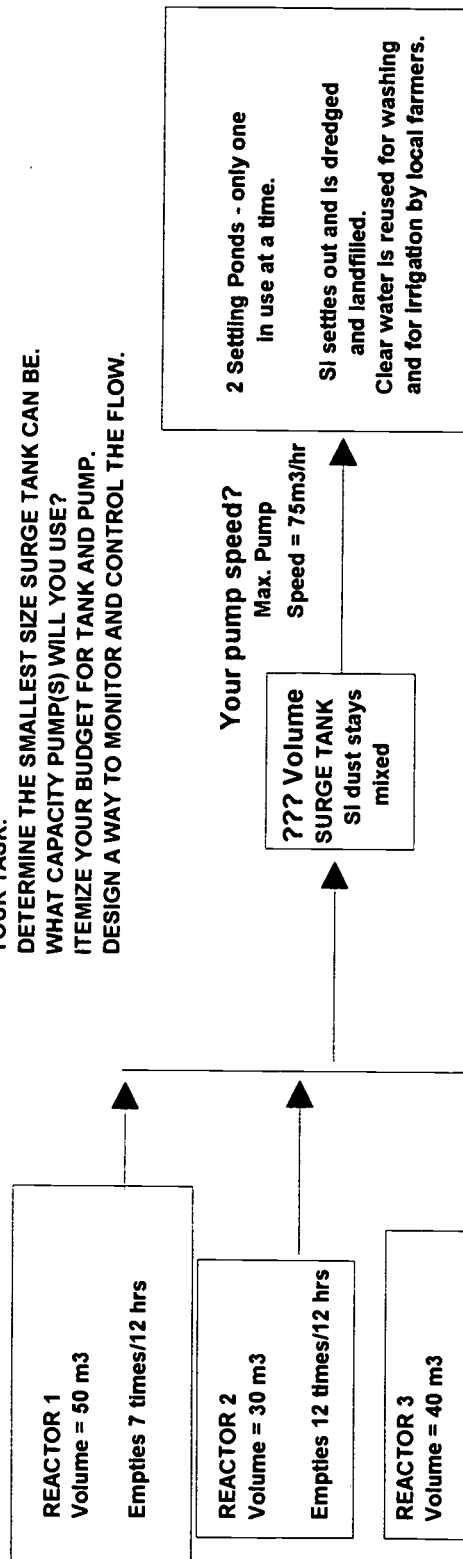 YOUR TASK:
DETERMINE THE SMALLEST SIZE SURGE TANK CAN BE.
WHAT CAPACITY PUMP(S) WILL YOU USE?
ITEMIZE YOUR BUDGET FOR TANK AND PUMP.
DESIGN A WAY TO MONITOR AND CONTROL THE FLOW.
REACTOR 1
Volume = 50 m3
Empties 7 times/12 hrs
REACTOR 2
Volume = 30 m3
Empties 12 times/12 hrs
REACTOR 3
Volume = 40 m3
??? Volume
SURGE TANK
Si dust stays
mixed
Your pump speed?
Max. Pump
Speed = 75m3/hr
2 Settling Ponds - only one
in use at a time.
Si settles out and is dredged
and landfilled.
Clear water is reused for washing
and for irrigation by local farmers.